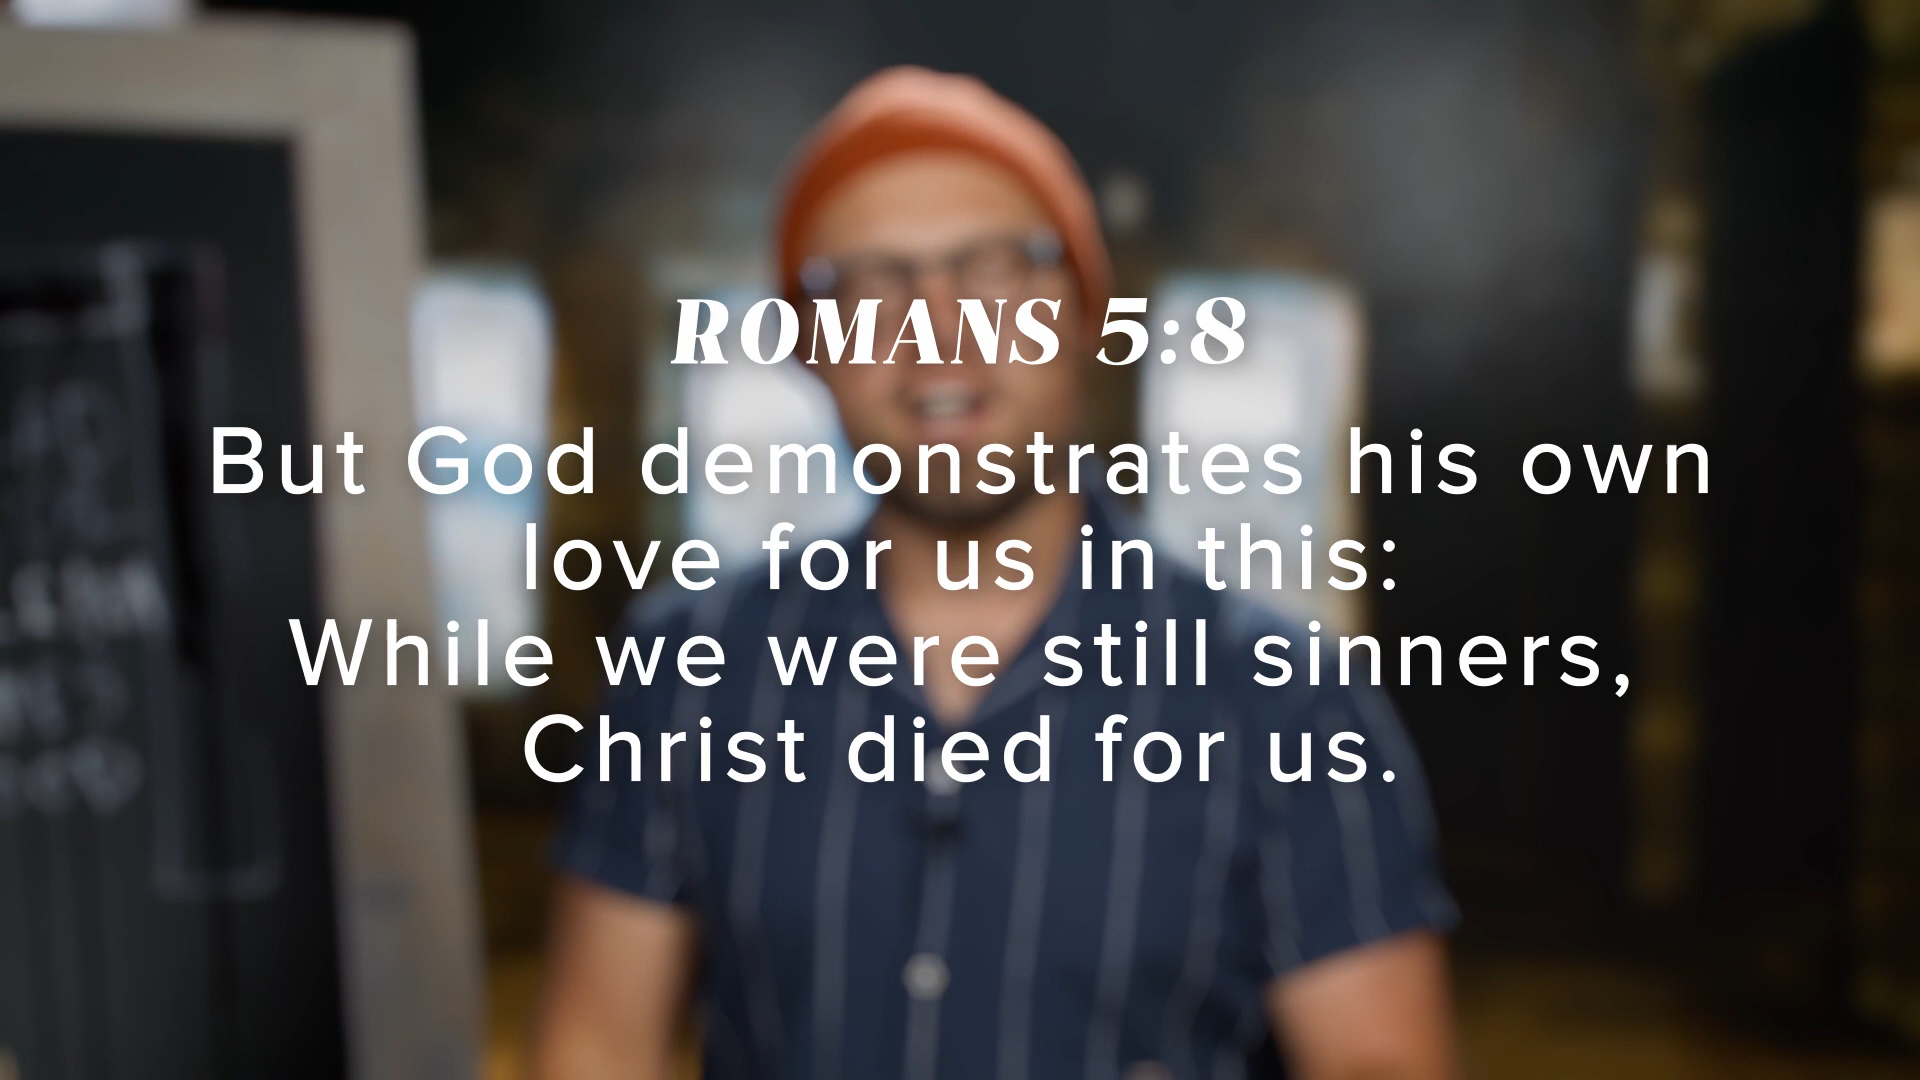 ROMANS 5:8
But God demonstrates his own
love for us in this:
While we were still sinners,
Christ died for us.